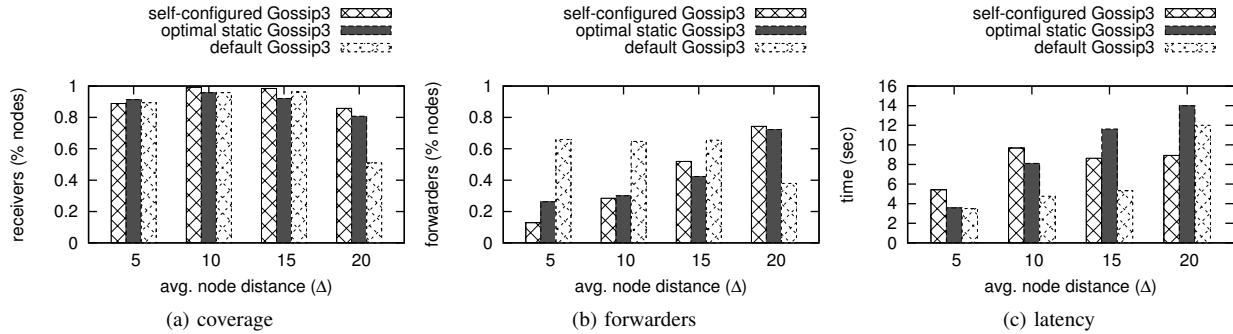 self-configured Gossip3
optimal static Gossip3
default Gossip3
receivers (% nodes)
1
0.8
0.6
0.4
0.2
0
5 10 15 20
avg. node distance (Δ)
(a) coverage
self-configured Gossip3
optimal static Gossip3
default Gossip3
forwarders (% nodes)
1
0.8
0.6
0.4
0.2
0
5 10 15 20
avg. node distance (Δ)
(b) forwarders
self-configured Gossip3
optimal static Gossip3
default Gossip3
time (sec)
16
14
12
10
8
6
4
2
0
5 10 15 20
avg. node distance (Δ)
(c) latency